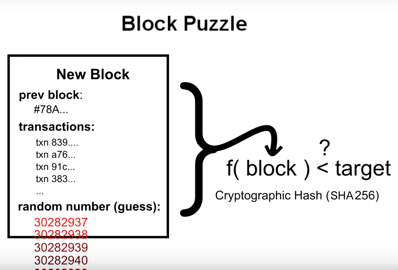 Block Puzzle
New Block
prev block:
#78A...
transactions:
txn 839....
txn a76...
txn 91c...
txn 383...
...
random number (guess):
30282937
30282938
30282939
30282940
?
f( block ) < target
Cryptographic Hash (SHA256)